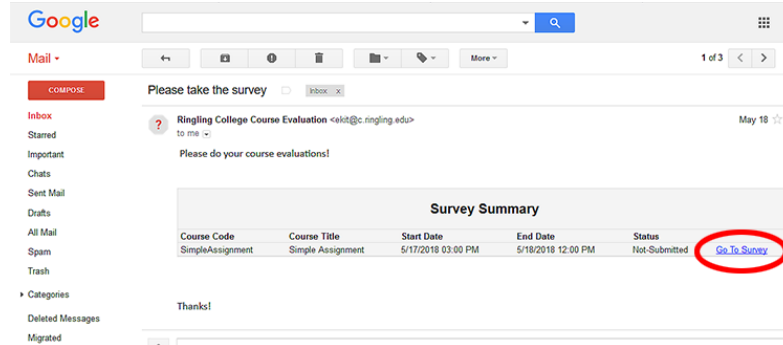 Google
Mail
More
1 of 3
COMPOSE
Please take the survey
Inbox x
Inbox
Starred
Important
Chats
Sent Mail
Drafts
All Mail
Spam
Trash
Categories
Deleted Messages
Migrated
? Ringling College Course Evaluation <ekit@c.ringling.edu>
May 18
to me
Please do your course evaluations!
Survey Summary
Course Code Course Title Start Date End Date Status
SimpleAssignment Simple Assignment 5/17/2018 03:00 PM 5/18/2018 12:00 PM Not-Submitted Go To Survey
Thanks!